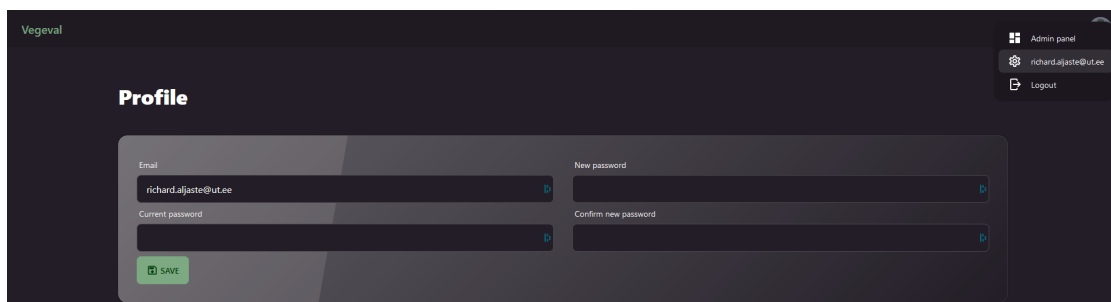 Vegeval
Admin panel
richard.aljaste@ut.ee
Logout
Profile
Email
New password
richard.aljaste@ut.ee
Current password
Confirm new password
SAVE